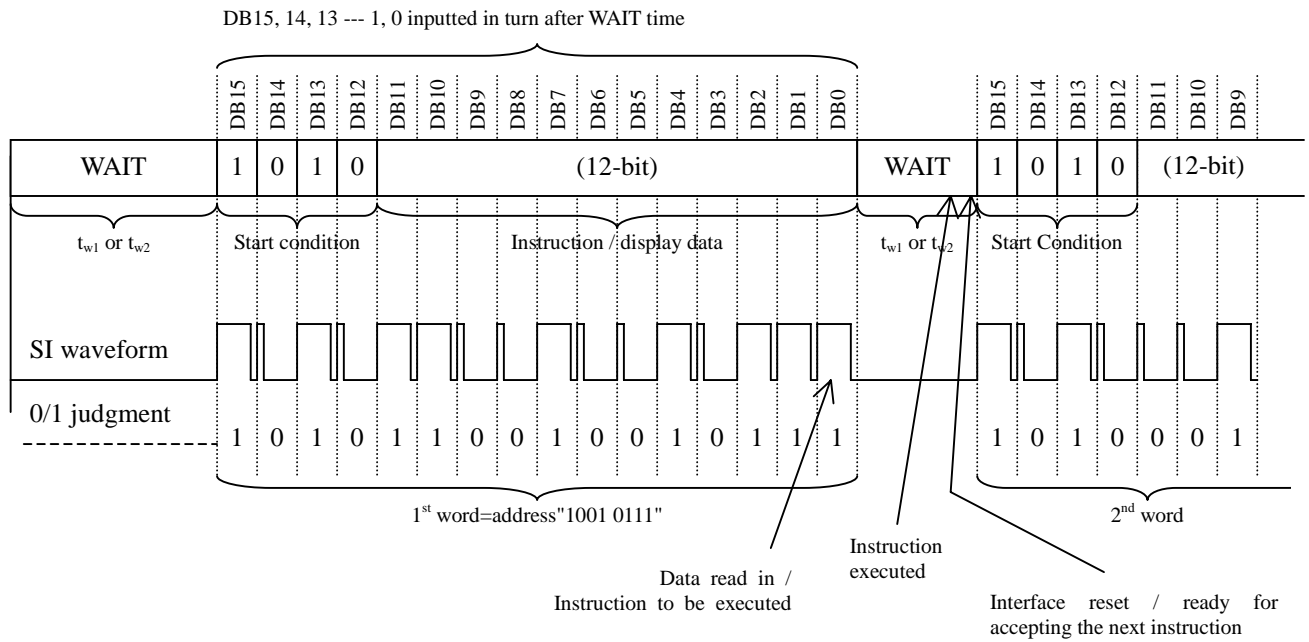 DB15, 14, 13 --- 1, 0 inputted in turn after WAIT time
DB15 DB14 DB13 DB12 DB11 DB10 DB9 DB8 DB7 DB6 DB5 DB4 DB3 DB2 DB1 DB0 DB15 DB14 DB13 DB12 DB11 DB10 DB9
WAIT 1 0 1 0 (12-bit) WAIT 1 0 1 0 (12-bit)
tw1 or tw2 Start condition Instruction / display data tw1 or tw2 Start Condition
SI waveform
0/1 judgment
1 0 1 0 1 1 0 0 1 0 0 1 0 1 1 1 1 0 1 0 0 0 1
1st word=address"1001 0111" 2nd word
Data read in /
Instruction to be executed
Instruction
executed
Interface reset / ready for
accepting the next instruction